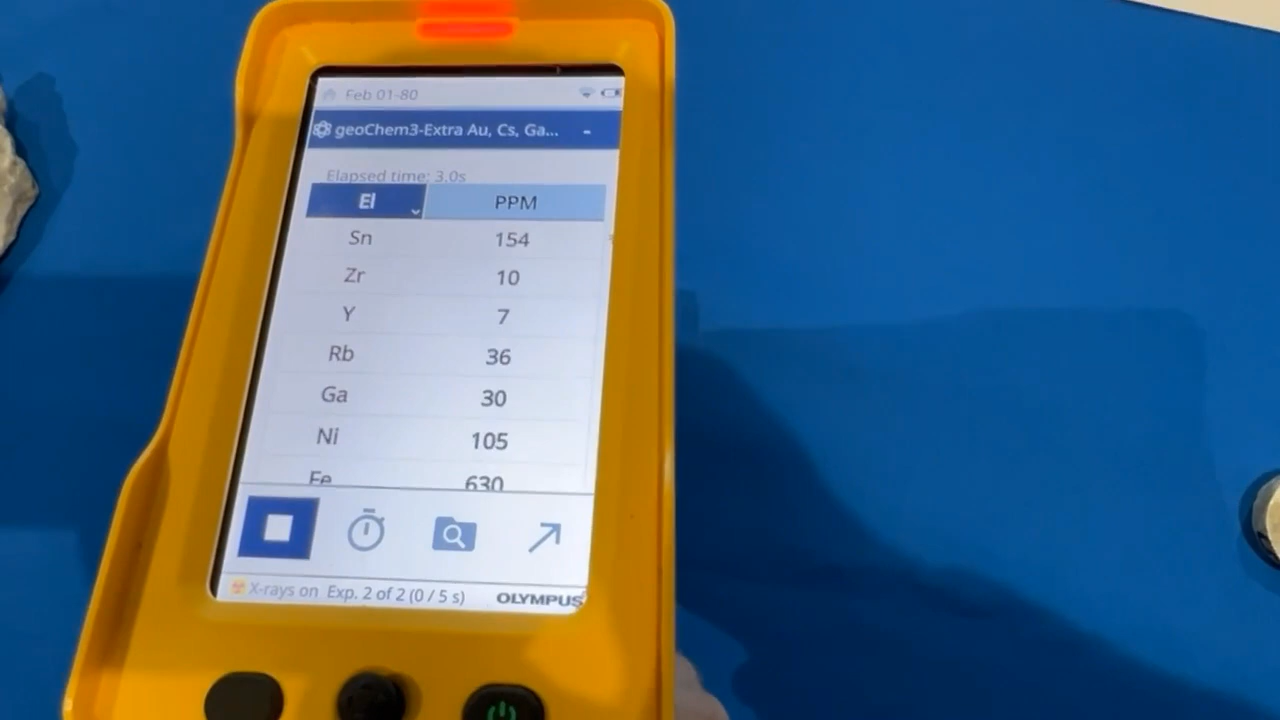 Feb 01-80
geoChem3-Extra Au, Cs, Ga... -
Elapsed time: 3.0s
El PPM
Sn 154
Zr 10
Y 7
Rb 36
Ga 30
Ni 105
Fe 630
X-rays on Exp. 2 of 2 (0 / 5 s) OLYMPUS